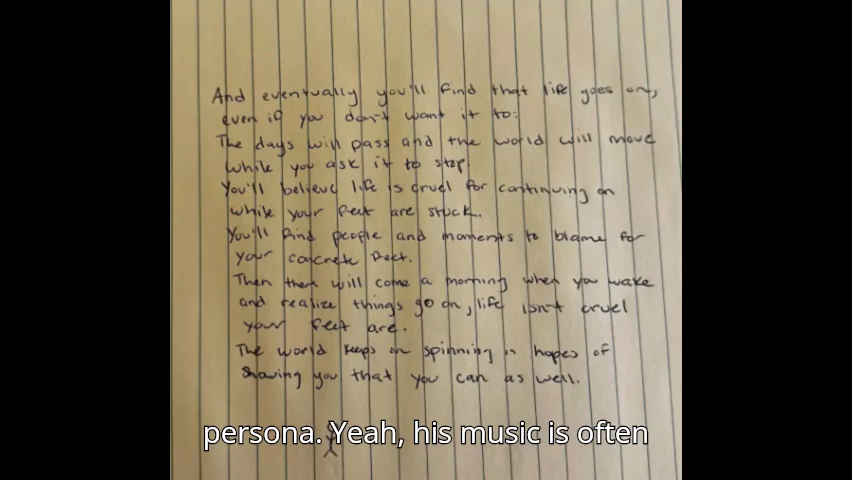 And eventually you'll find that life goes on,
even if you don't want it to.
The days will pass and the world will move
while you ask it to stop.
You'll believe life is cruel for continuing on
while your feet are stuck.
You'll find people and moments to blame for
your concrete feet.
Then there will come a morning when you wake
and realize things go on, life isn't cruel
your feet are.
The world keeps on spinning in hopes of
showing you that you can as well.
persona. Yeah, his music is often